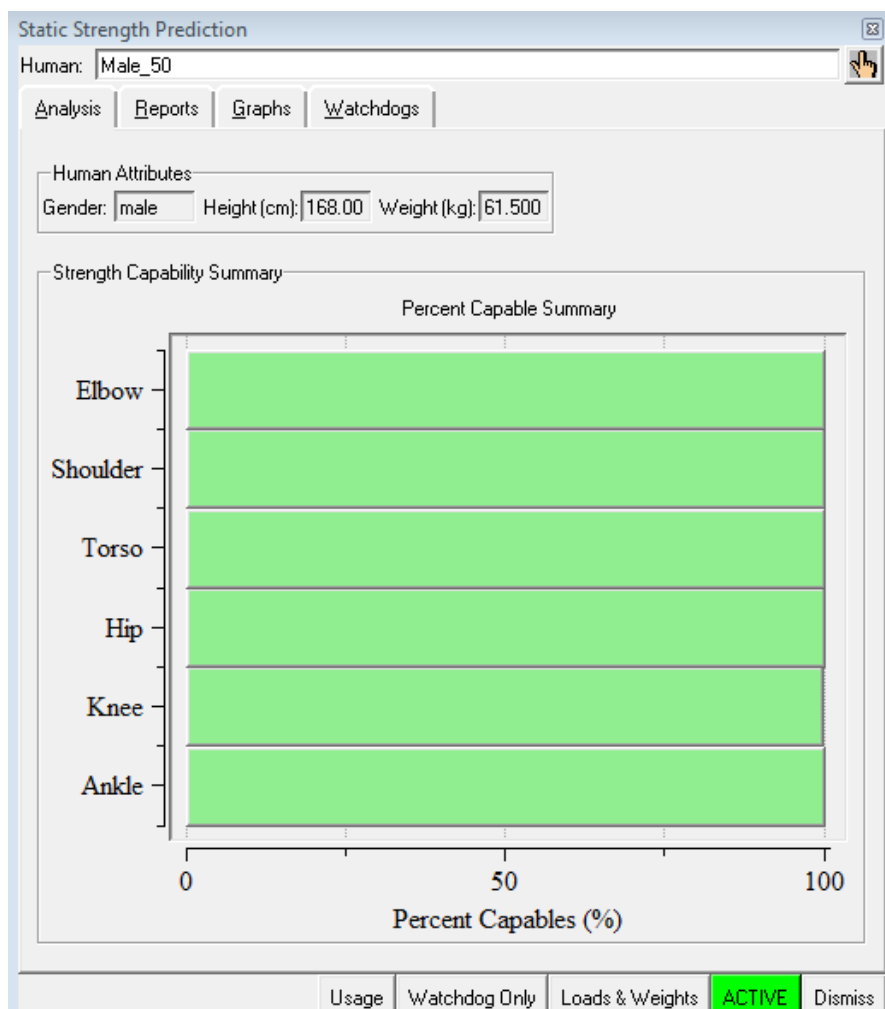 Static Strength Prediction
Human: Male_50
Analysis Reports Graphs Watchdogs
Human Attributes
Gender: male Height (cm): 168.00 Weight (kg): 61.500
Strength Capability Summary
Percent Capable Summary
Elbow
Shoulder
Torso
Hip
Knee
Ankle
0 50 100
Percent Capables (%)
Usage Watchdog Only Loads & Weights ACTIVE Dismiss